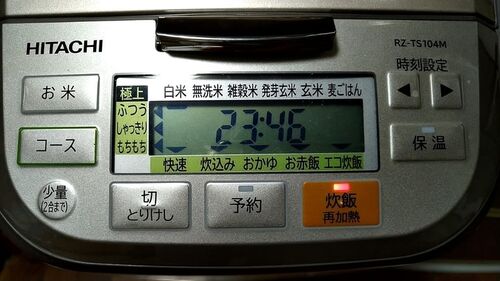 HITACHI
RZ-TS104M
時刻設定
お米
極上
ふつう
しゃっきり
もちもち
白米 無洗米 雑穀米 発芽玄米 玄米 麦ごはん
23:46
快速 炊込み おかゆ お赤飯 エコ炊飯
コース
保温
少量
(2合まで)
切
とりけし
予約
炊飯
再加熱